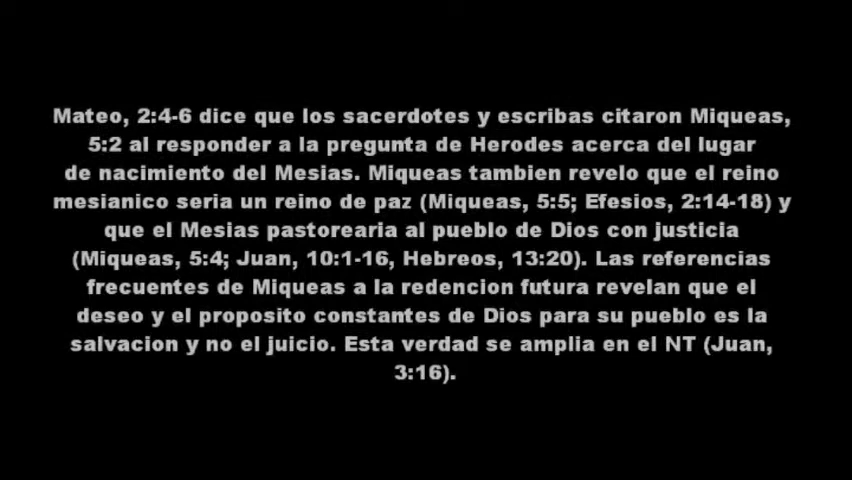 Mateo, 2:4-6 dice que los sacerdotes y escribas citaron Miqueas,
5:2 al responder a la pregunta de Herodes acerca del lugar
de nacimiento del Mesias. Miqueas tambien revelo que el reino
mesianico seria un reino de paz (Miqueas, 5:5; Efesios, 2:14-18) y
que el Mesias pastorearia al pueblo de Dios con justicia
(Miqueas, 5:4; Juan, 10:1-16, Hebreos, 13:20). Las referencias
frecuentes de Miqueas a la redencion futura revelan que el
deseo y el proposito constantes de Dios para su pueblo es la
salvacion y no el juicio. Esta verdad se amplia en el NT (Juan,
3:16).